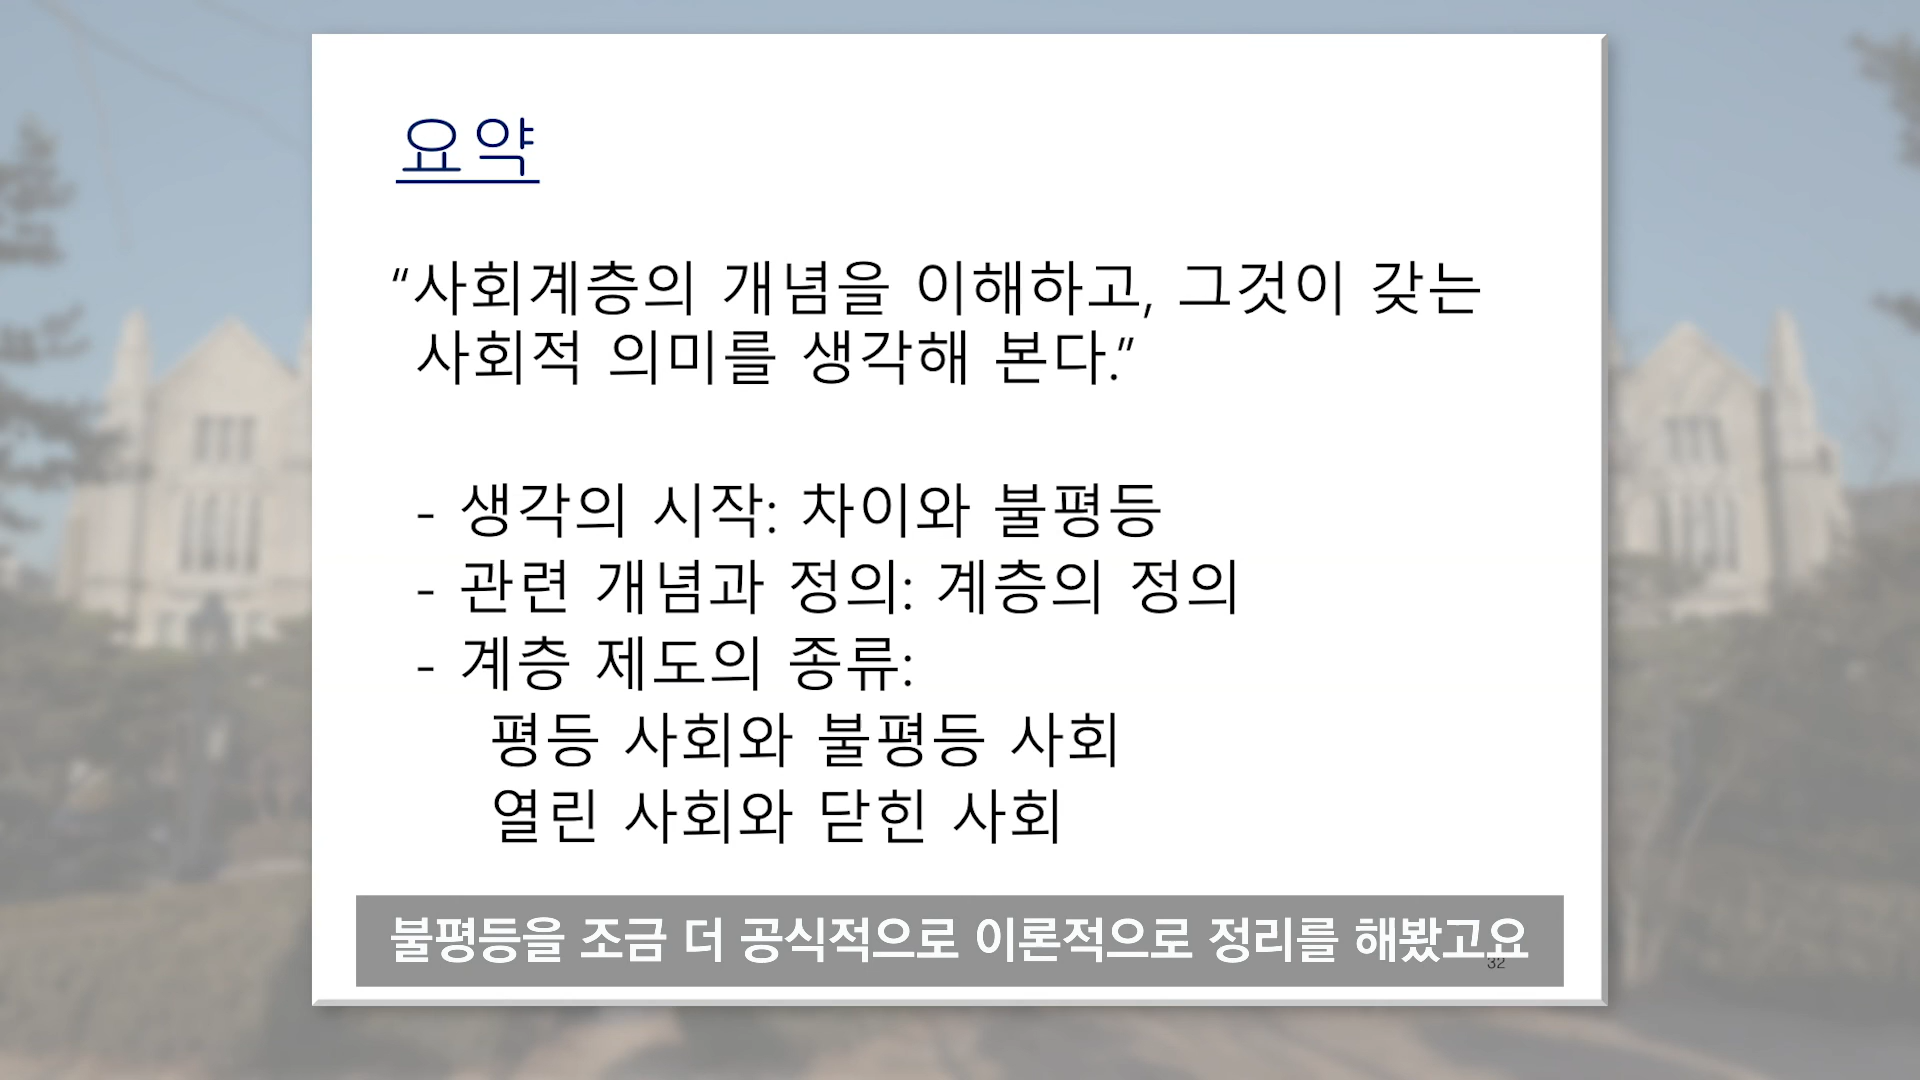 요약
“사회계층의 개념을 이해하고, 그것이 갖는
사회적 의미를 생각해 본다.”
- 생각의 시작: 차이와 불평등
- 관련 개념과 정의: 계층의 정의
- 계층 제도의 종류:
평등 사회와 불평등 사회
열린 사회와 닫힌 사회
불평등을 조금 더 공식적으로 이론적으로 정리를 해봤고요
32